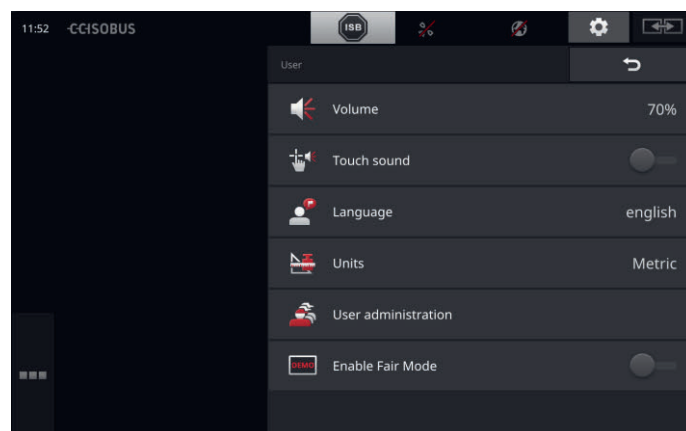 11:52 CCISOBUS ISB
User
Volume 70%
Touch sound
Language english
Units Metric
User administration
DEMO Enable Fair Mode